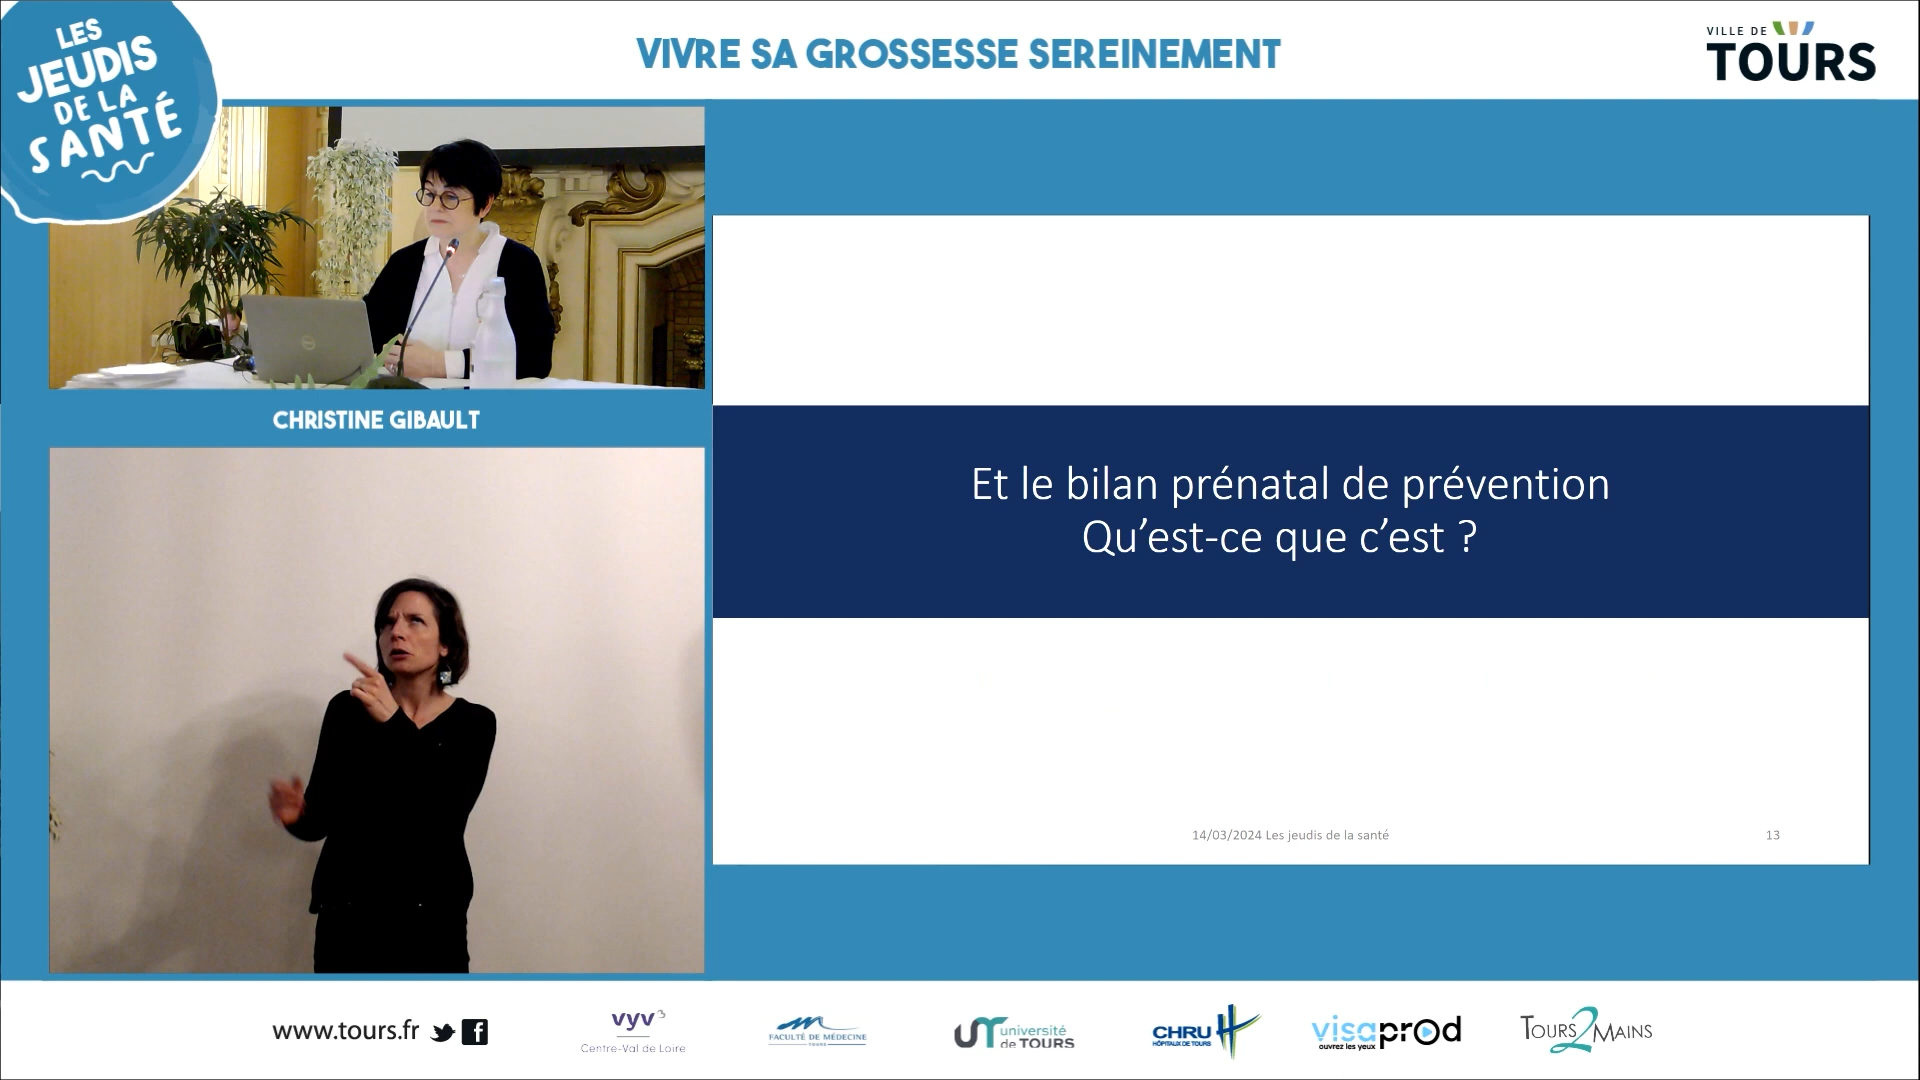 LES
JEUDIS
DE LA
SANTÉ
VIVRE SA GROSSESSE SEREINEMENT
VILLE DE
TOURS
CHRISTINE GIBAULT
Et le bilan prénatal de prévention
Qu’est-ce que c’est ?
14/03/2024 Les jeudis de la santé
13
www.tours.fr
vyv3
Centre-Val de Loire
FACULTÉ DE MÉDECINE
TOURS
UT université
de TOURS
CHRU
HÔPITAUX DE TOURS
visaprod
ouvrez les yeux
TOURS 2 MAINS